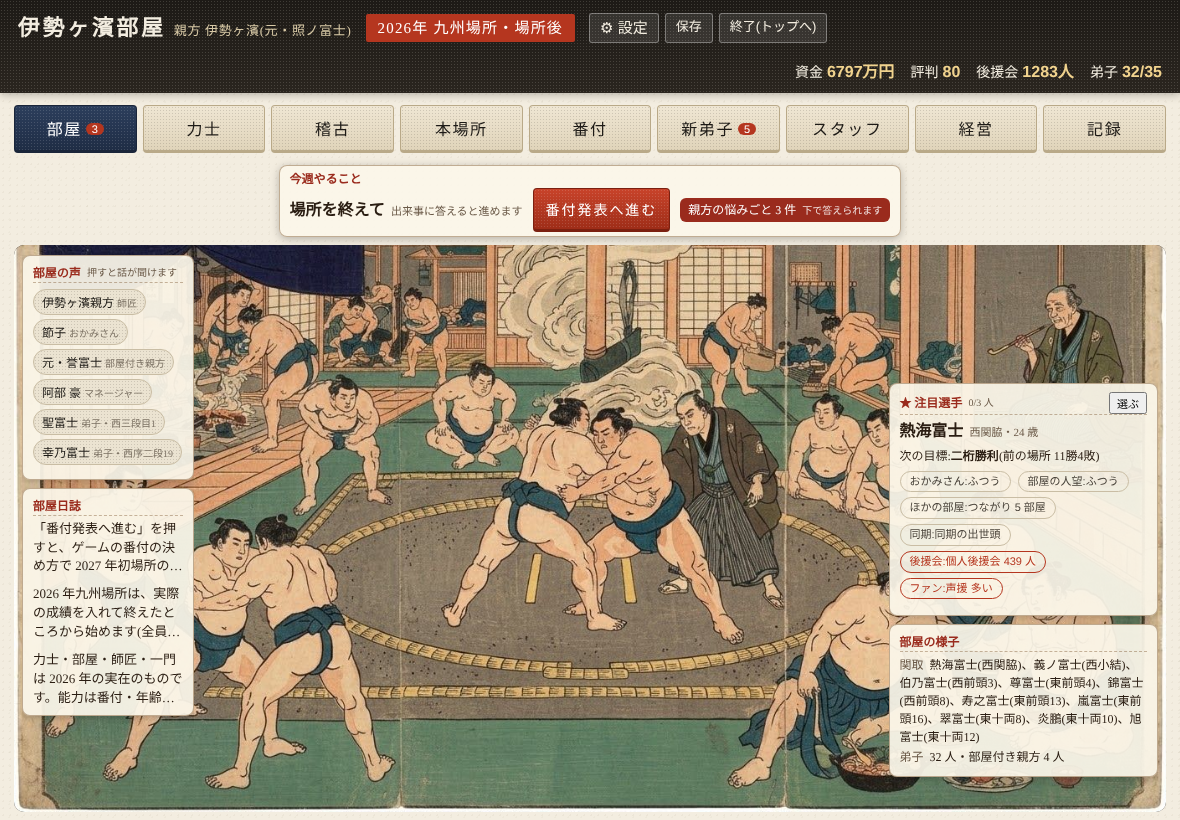 伊勢ヶ濱部屋 親方 伊勢ヶ濱(元・照ノ富士) 2026年 九州場所・場所後 ⚙ 設定 保存 終了(トップへ)
資金 6797万円 評判 80 後援会 1283人 弟子 32/35
部屋 3 力士 稽古 本場所 番付 新弟子 5 スタッフ 経営 記録
今週やること
場所を終えて 出来事に答えると進めます 番付発表へ進む 親方の悩みごと 3 件 下で答えられます
部屋の声 押すと話が聞けます
伊勢ヶ濱親方 師匠
節子 おかみさん
元・誉富士 部屋付き親方
阿部 豪 マネージャー
聖富士 弟子・西三段目1
幸乃富士 弟子・西序二段19
部屋日誌
「番付発表へ進む」を押
すと、ゲームの番付の決
め方で 2027 年初場所の…
2026 年九州場所は、実際
の成績を入れて終えたと
ころから始めます(全員…
力士・部屋・師匠・一門
は 2026 年の実在のもので
す。能力は番付・年齢…
★ 注目選手 0/3 人 選ぶ
熱海富士 西関脇・24 歳
次の目標:二桁勝利(前の場所 11勝4敗)
おかみさん:ふつう 部屋の人望:ふつう
ほかの部屋:つながり 5 部屋
同期:同期の出世頭
後援会:個人後援会 439 人
ファン:声援 多い
部屋の様子
関取 熱海富士(西関脇)、義ノ富士(西小結)、
伯乃富士(西前頭3)、尊富士(東前頭4)、錦富士
(西前頭8)、寿之富士(東前頭13)、嵐富士(東前
頭16)、翠富士(東十両8)、炎鵬(東十両10)、旭
富士(東十両12)
弟子 32 人・部屋付き親方 4 人